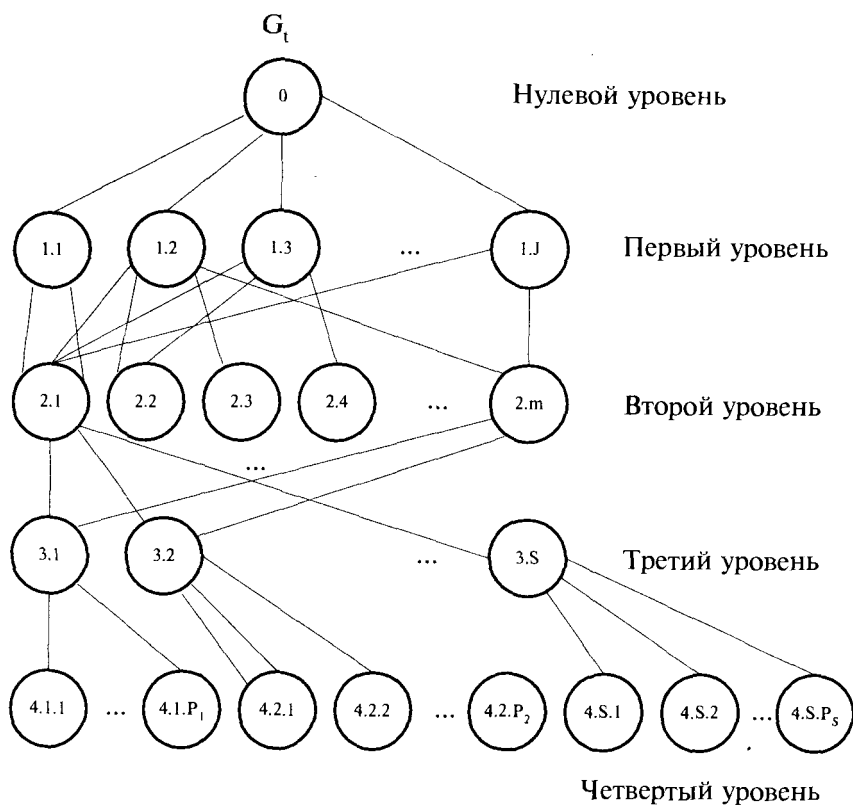 G_t
0 Нулевой уровень
1.1 1.2 1.3 ... 1.J Первый уровень
2.1 2.2 2.3 2.4 ... 2.m Второй уровень
...
3.1 3.2 ... 3.S Третий уровень
4.1.1 ... 4.1.P₁ 4.2.1 4.2.2 ... 4.2.P₂ 4.S.1 4.S.2 ... 4.S.P_S
Четвертый уровень